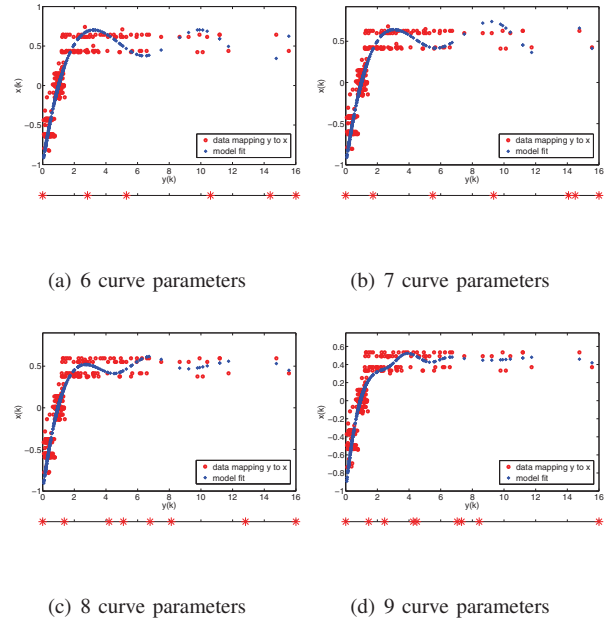 1
0.5
0
−0.5
−1
x(k)
0 2 4 6 8 10 12 14 16
y(k)
data mapping y to x
model fit
(a) 6 curve parameters
0.5
0
−0.5
−1
x(k)
0 2 4 6 8 10 12 14 16
y(k)
data mapping y to x
model fit
(b) 7 curve parameters
0.5
0
−0.5
−1
x(k)
0 2 4 6 8 10 12 14 16
y(k)
data mapping y to x
model fit
(c) 8 curve parameters
0.6
0.4
0.2
0
−0.2
−0.4
−0.6
−0.8
−1
x(k)
0 2 4 6 8 10 12 14 16
y(k)
data mapping y to x
model fit
(d) 9 curve parameters